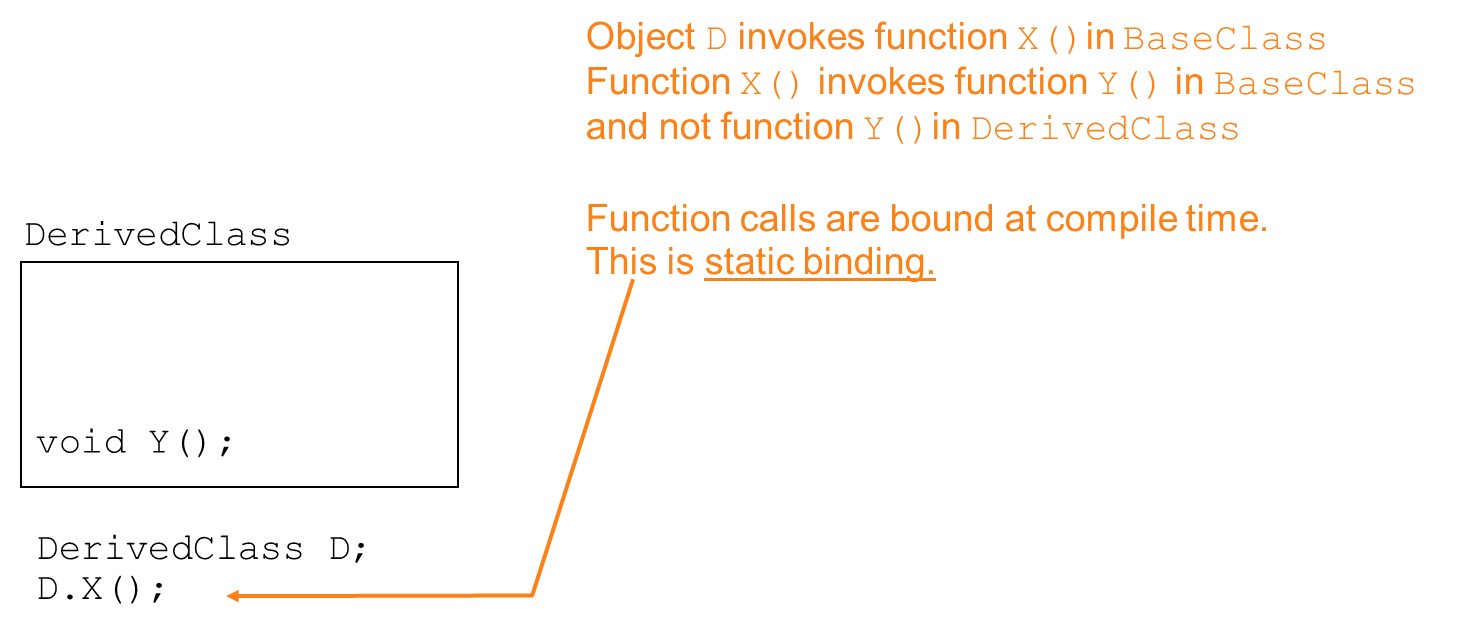 Object D invokes function X() in BaseClass
Function X() invokes function Y() in BaseClass
and not function Y() in DerivedClass
Function calls are bound at compile time.
This is static binding.
DerivedClass
void Y();
DerivedClass D;
D.X();